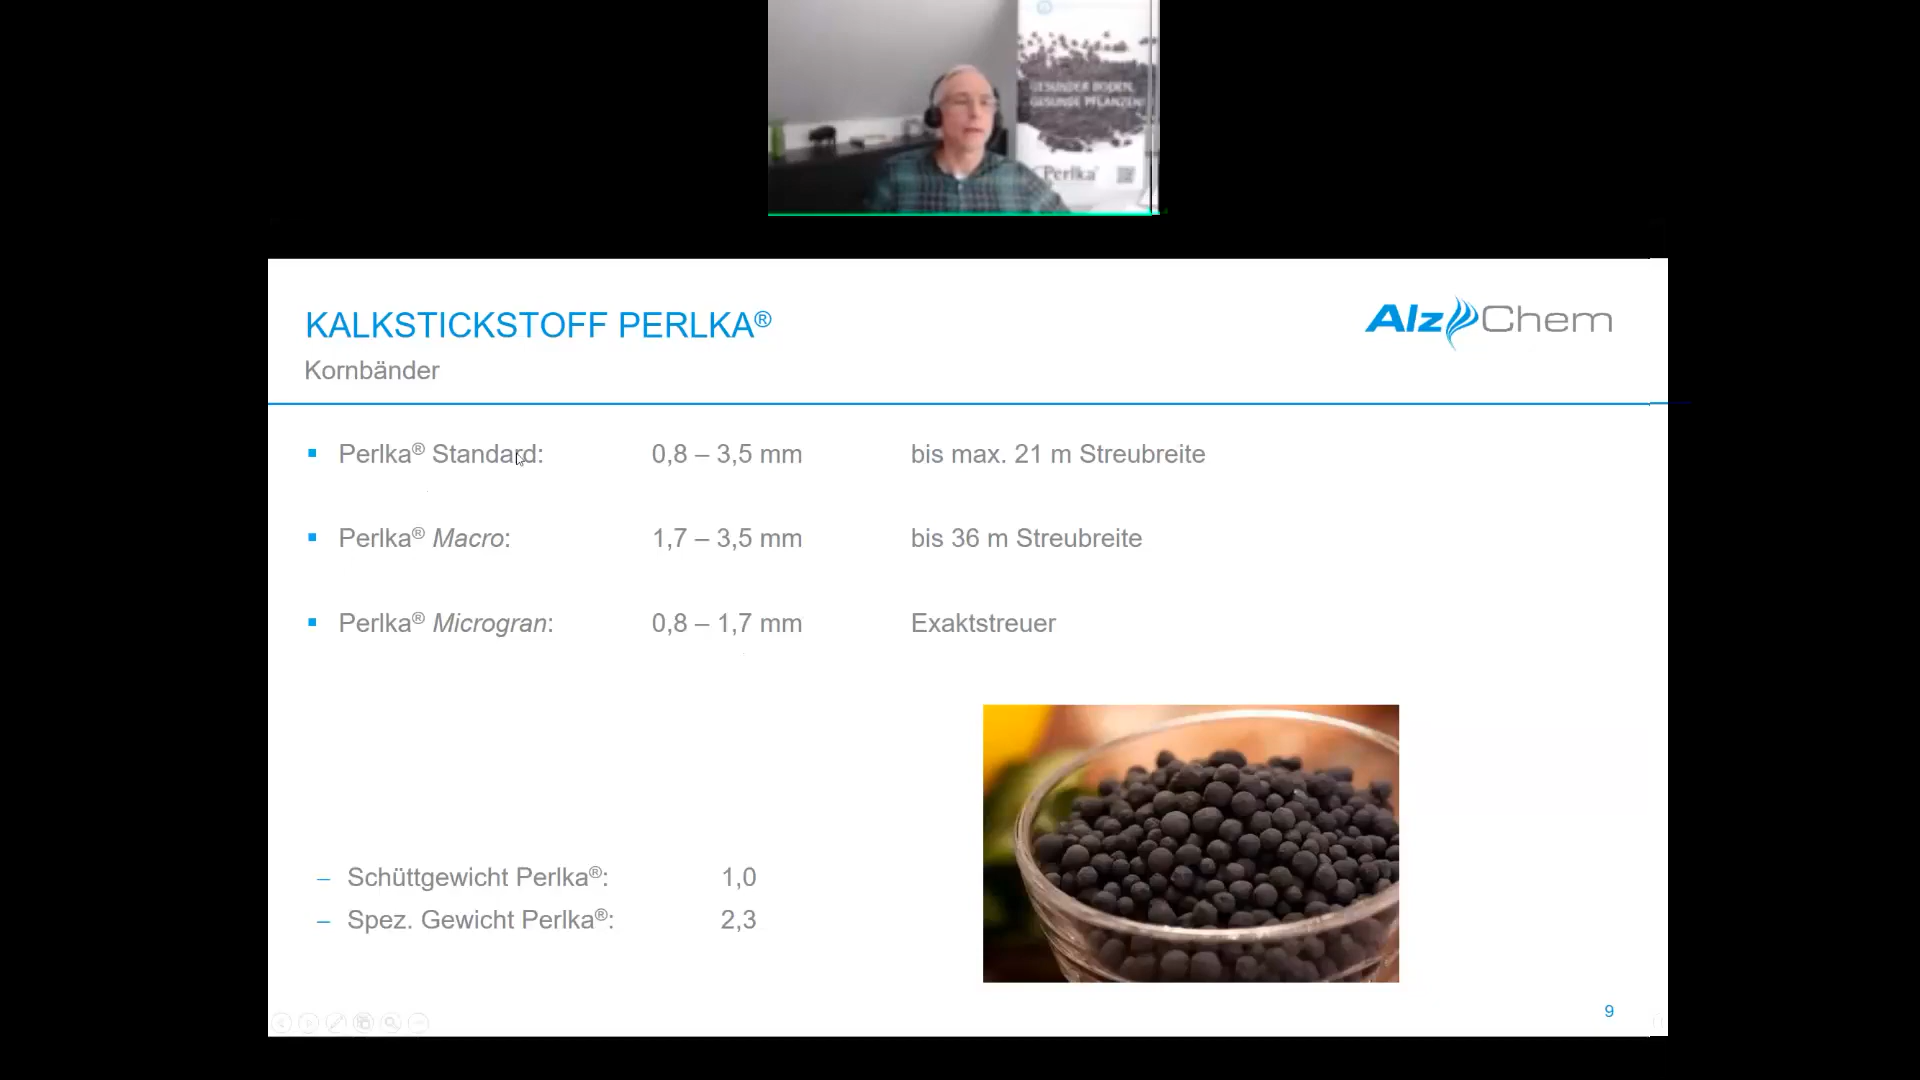 GESUNDER BODEN,
GESUNDE PFLANZEN!
Perlka®
KALKSTICKSTOFF PERLKA®
AlzChem
Kornbänder
▪ Perlka® Standard: 0,8 – 3,5 mm bis max. 21 m Streubreite
▪ Perlka® Macro: 1,7 – 3,5 mm bis 36 m Streubreite
▪ Perlka® Microgran: 0,8 – 1,7 mm Exaktstreuer
– Schüttgewicht Perlka®: 1,0
– Spez. Gewicht Perlka®: 2,3
9